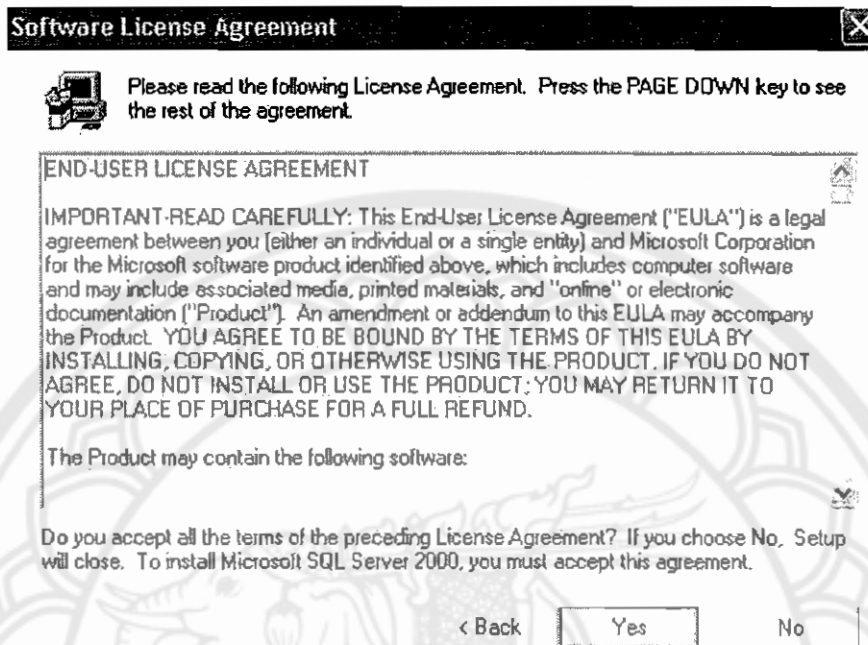 Software License Agreement
Please read the following License Agreement. Press the PAGE DOWN key to see
the rest of the agreement.
END-USER LICENSE AGREEMENT
IMPORTANT-READ CAREFULLY: This End-User License Agreement ("EULA") is a legal
agreement between you (either an individual or a single entity) and Microsoft Corporation
for the Microsoft software product identified above, which includes computer software
and may include associated media, printed materials, and "online" or electronic
documentation ("Product"). An amendment or addendum to this EULA may accompany
the Product. YOU AGREE TO BE BOUND BY THE TERMS OF THIS EULA BY
INSTALLING, COPYING, OR OTHERWISE USING THE PRODUCT. IF YOU DO NOT
AGREE, DO NOT INSTALL OR USE THE PRODUCT; YOU MAY RETURN IT TO
YOUR PLACE OF PURCHASE FOR A FULL REFUND.
The Product may contain the following software:
Do you accept all the terms of the preceding License Agreement? If you choose No, Setup
will close. To install Microsoft SQL Server 2000, you must accept this agreement.
< Back Yes No